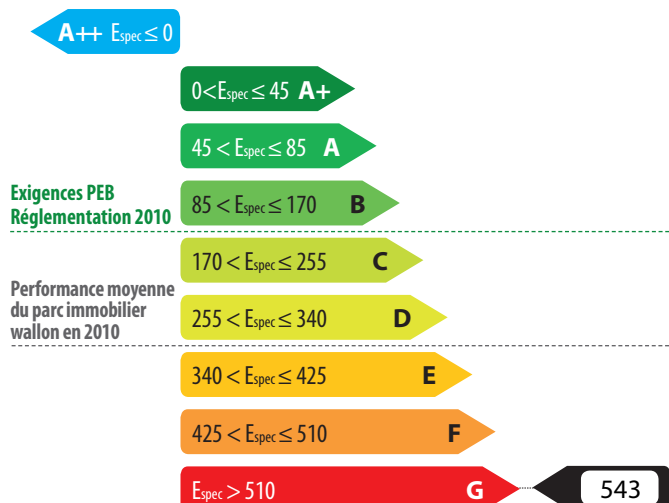 A++ Espec ≤ 0
0 < Espec ≤ 45 A+
45 < Espec ≤ 85 A
Exigences PEB
Réglementation 2010
85 < Espec ≤ 170 B
170 < Espec ≤ 255 C
Performance moyenne
du parc immobilier
wallon en 2010
255 < Espec ≤ 340 D
340 < Espec ≤ 425 E
425 < Espec ≤ 510 F
Espec > 510 G 543